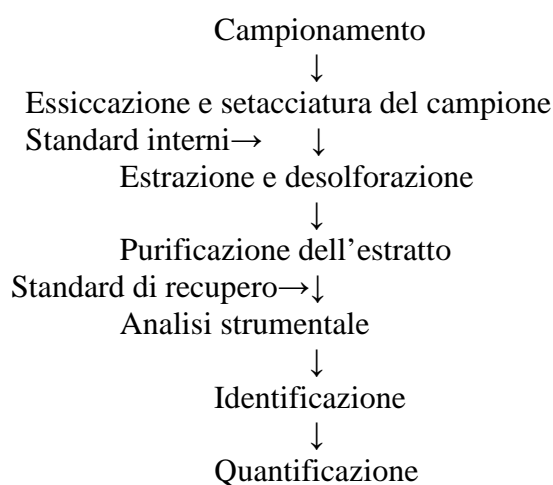 Campionamento
↓
Essiccazione e setacciatura del campione
Standard interni→ ↓
Estrazione e desolforazione
↓
Purificazione dell’estratto
Standard di recupero→↓
Analisi strumentale
↓
Identificazione
↓
Quantificazione